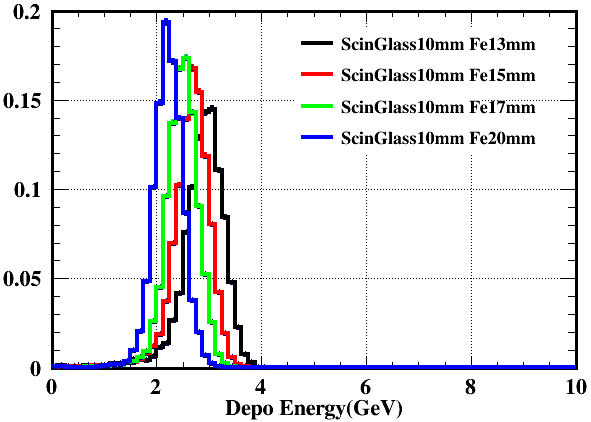 0.2
ScinGlass10mm Fe13mm
ScinGlass10mm Fe15mm
0.15
ScinGlass10mm Fe17mm
ScinGlass10mm Fe20mm
0.1
0.05
0
0 2 4 6 8 10
Depo Energy(GeV)